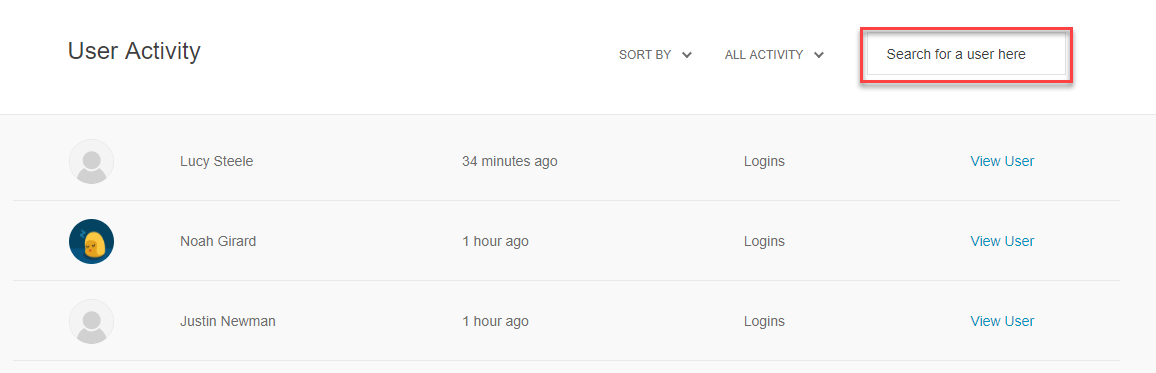 User Activity
SORT BY
ALL ACTIVITY
Search for a user here
Lucy Steele 34 minutes ago Logins View User
Noah Girard 1 hour ago Logins View User
Justin Newman 1 hour ago Logins View User